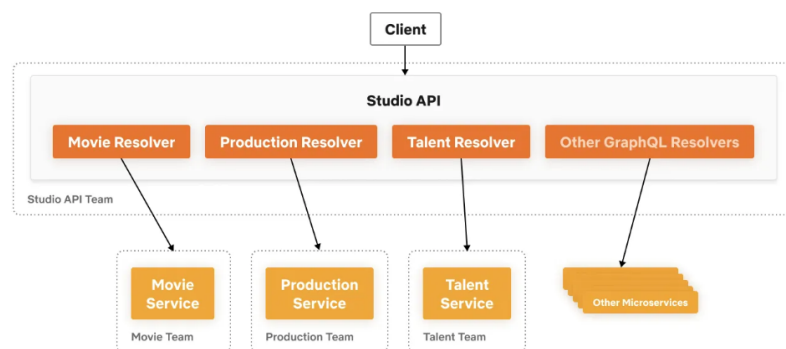 Client
Studio API
Movie Resolver
Production Resolver
Talent Resolver
Other GraphQL Resolvers
Studio API Team
Movie
Service
Production
Service
Talent
Service
Other Microservices
Movie Team
Production Team
Talent Team